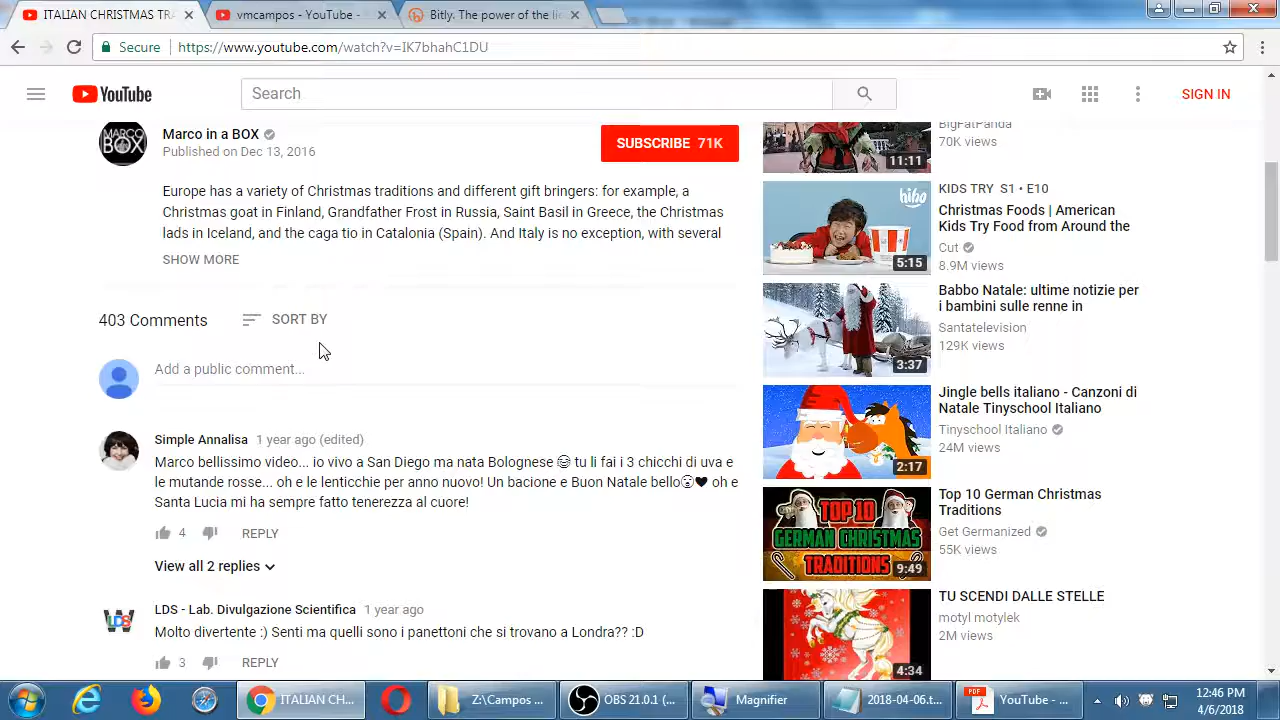 ITALIAN CHRISTMAS TR
vmcampos - YouTube -
Secure
https://www.youtube.com/watch?v=IK7bhahC1DU
YouTube
Search
SIGN IN
MARCO
BOX
Marco in a BOX
Published on Dec 13, 2016
SUBSCRIBE 71K
Europe has a variety of Christmas traditions and different gift bringers: for example, a
Christmas goat in Finland, Grandfather Frost in Russia, Saint Basil in Greece, the Christmas
lads in Iceland, and the Caga tio in Catalonia (Spain). And Italy is no exception, with several
SHOW MORE
403 Comments
SORT BY
Add a public comment...
Simple Annalisa 1 year ago (edited)
Marco bellissimo video... io vivo a San Diego ma nata Bolognese tu li fai i 3 chicchi di uva e
le mutande rosse... oh e le lenticchie per anno nuovo Un bacione e Buon Natale bello oh e
Santa Lucia mi ha sempre fatto tenerezza al cuore!
4 REPLY
View all 2 replies
LDS
LDS - Lab. Divulgazione Scientifica 1 year ago
Molto divertente :) Senti ma quelli sono i panettoni che si trovano a Londra?? :D
3 REPLY
BigFatPanda
70K views
11:11
hiho
5:15
KIDS TRY S1 • E10
Christmas Foods | American
Kids Try Food from Around the
Cut
8.9M views
3:37
Babbo Natale: ultime notizie per
i bambini sulle renne in
Santatelevision
129K views
2:17
Jingle bells italiano - Canzoni di
Natale Tinyschool Italiano
Tinyschool Italiano
24M views
TOP 10
GERMAN CHRISTMAS
TRADITIONS
9:49
Top 10 German Christmas
Traditions
Get Germanized
55K views
4:34
TU SCENDI DALLE STELLE
motyl motylek
2M views
ITALIAN CH...
Z:\Campos ...
OBS 21.0.1 (...
Magnifier
2018-04-06.t...
PDF
YouTube - ...
12:46 PM
4/6/2018